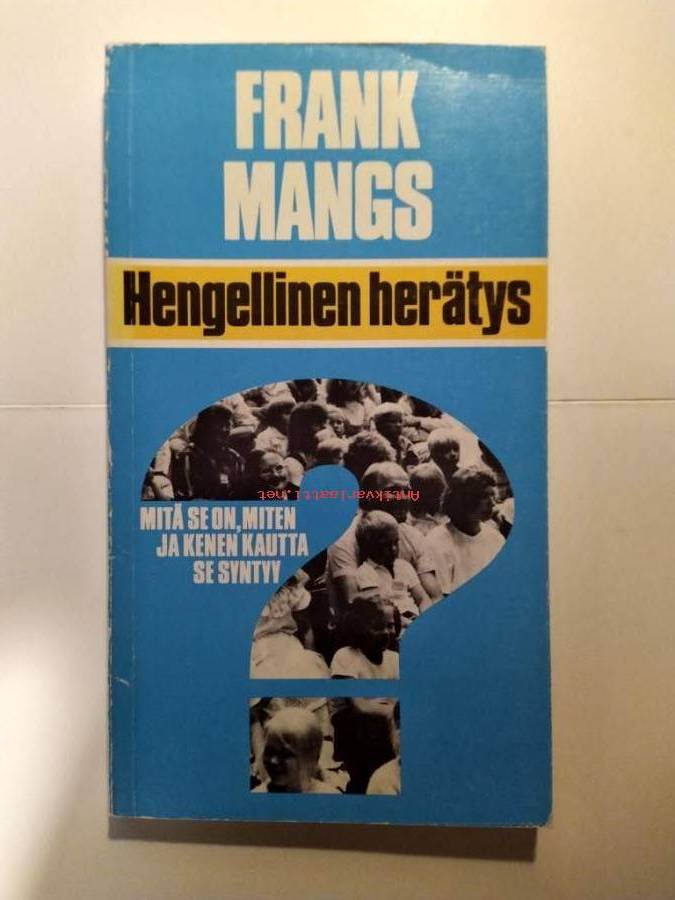 FRANK
MANGS
Hengellinen herätys
MITÄ SE ON, MITEN
JA KENEN KAUTTA
SE SYNTYY
Antikvariaatti.net